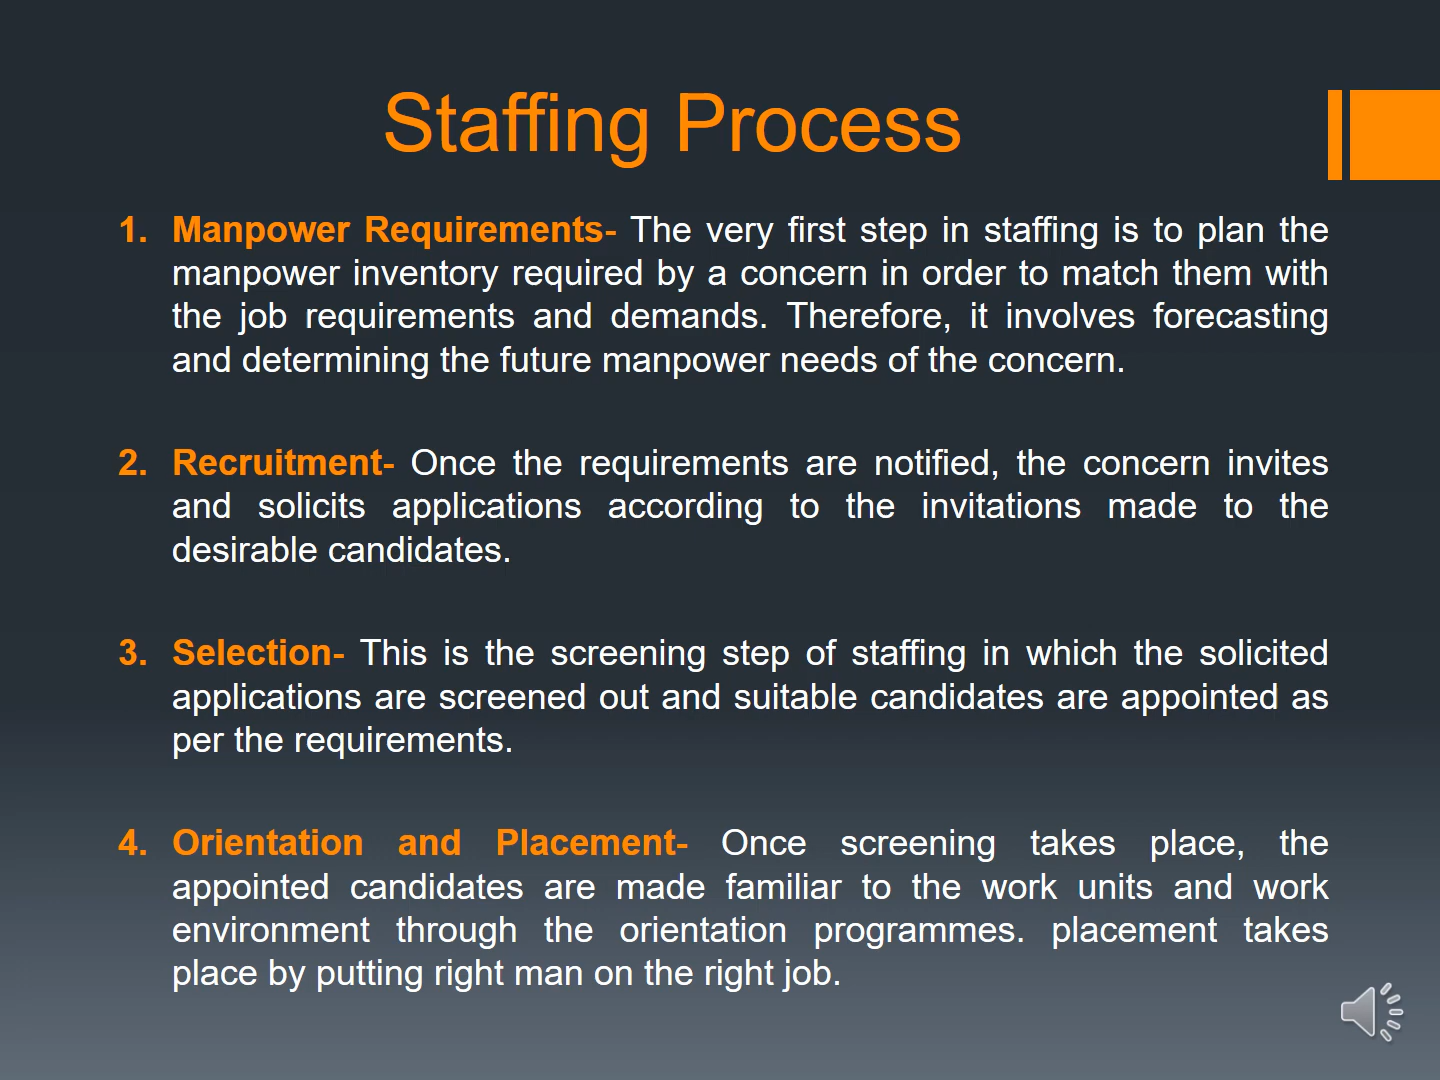 Staffing Process
1. Manpower Requirements- The very first step in staffing is to plan the
manpower inventory required by a concern in order to match them with
the job requirements and demands. Therefore, it involves forecasting
and determining the future manpower needs of the concern.
2. Recruitment- Once the requirements are notified, the concern invites
and solicits applications according to the invitations made to the
desirable candidates.
3. Selection- This is the screening step of staffing in which the solicited
applications are screened out and suitable candidates are appointed as
per the requirements.
4. Orientation and Placement- Once screening takes place, the
appointed candidates are made familiar to the work units and work
environment through the orientation programmes. placement takes
place by putting right man on the right job.